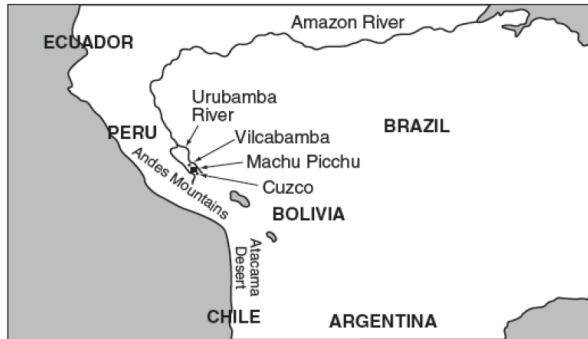 Amazon River
ECUADOR
Urubamba
River
PERU
BRAZIL
Vilcabamba
Machu Picchu
Andes Mountains
Cuzco
BOLIVIA
Atacama
Desert
CHILE
ARGENTINA